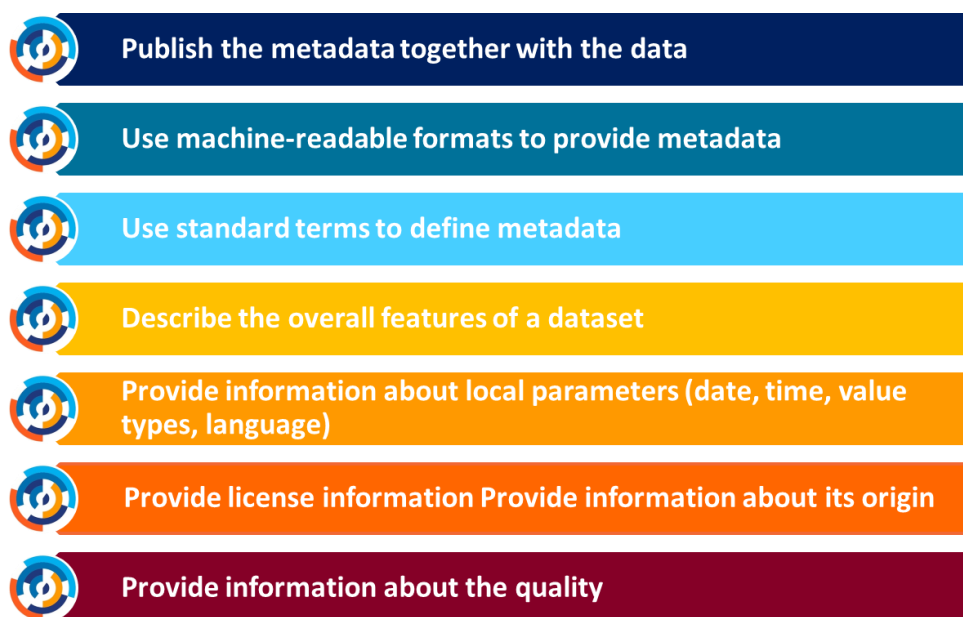 Publish the metadata together with the data
Use machine-readable formats to provide metadata
Use standard terms to define metadata
Describe the overall features of a dataset
Provide information about local parameters (date, time, value
types, language)
Provide license information Provide information about its origin
Provide information about the quality